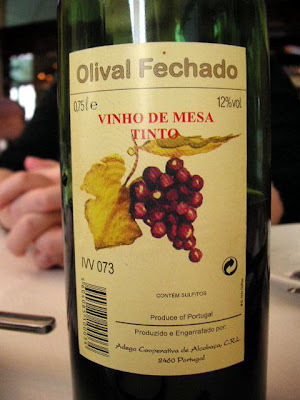 Olival Fechado
0,75 l e 12% vol
VINHO DE MESA
TINTO
IVV 073
CONTÉM SULFITOS
Produce of Portugal
Produzido e Engarrafado por:
Adega Cooperativa de Alcobaça, C.R.L.
2460 Portugal